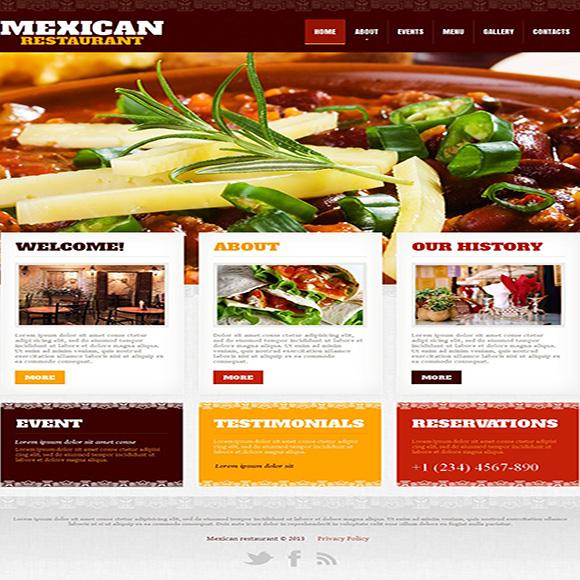 MEXICAN
RESTAURANT
HOME ABOUT EVENTS MENU GALLERY CONTACTS
WELCOME!
Lorem ipsum dolor sit amet conse ctetur
adipi sicing elit, sed do eiusmod tempor
incididunt ut labore et dolore magna aliqua.
Ut enim ad minim veniam, quis nostrud
exercitation ullamco laboris nisi ut aliquip ex
ea commodo consequat.
MORE
ABOUT
Lorem ipsum dolor sit amet conse ctetur
adipi sicing elit, sed do eiusmod tempor
incididunt ut labore et dolore magna aliqua.
Ut enim ad minim veniam, quis nostrud
exercitation ullamco laboris nisi ut aliquip ex
ea commodo consequat.
MORE
OUR HISTORY
Lorem ipsum dolor sit amet conse ctetur
adipi sicing elit, sed do eiusmod tempor
incididunt ut labore et dolore magna aliqua.
Ut enim ad minim veniam, quis nostrud
exercitation ullamco laboris nisi ut aliquip ex
ea commodo consequat.
MORE
EVENT
Lorem ipsum dolor sit amet conse
Lorem ipsum dolor sit amet conse ctetur adipisi
cing elit, sed do eiusmod tempor incididunt ut
labore et dolore magna aliqua.
TESTIMONIALS
Lorem ipsum dolor sit amet conse ctetur adipisi
cing elit, sed do eiusmod tempor incididunt ut
labore et dolore magna aliqua.
Lorem ipsum dolor sit
RESERVATIONS
Lorem ipsum dolor sit amet conse ctetur adipisi
cing elit, sed do eiusmod tempor incididunt ut
labore et dolore magna aliqua.
+1 (234) 4567-890
Lorem ipsum dolor sit amet conse ctetur adipisicing elit, sed do eiusmod tempor incididunt ut labore et dolore magna aliqua. Ut enim ad minim veniam, quis nostrud exercitation ullamco laboris nisi ut aliquip ex ea commodo
consequat. Duis aute irure dolor in reprehenderit in voluptate velit esse cillum dolore eu fugiat nulla pariatur.
Mexican restaurant © 2013 Privacy Policy